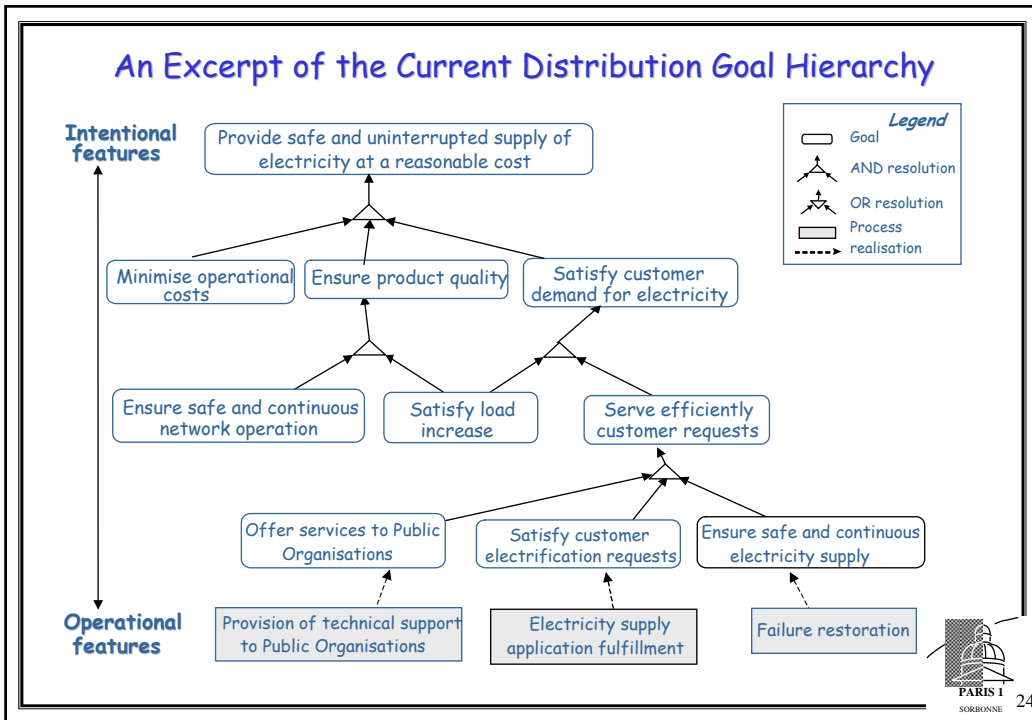 An Excerpt of the Current Distribution Goal Hierarchy
Intentional
features
Provide safe and uninterrupted supply of
electricity at a reasonable cost
Legend
Goal
AND resolution
OR resolution
Process
realisation
Minimise operational
costs
Ensure product quality
Satisfy customer
demand for electricity
Ensure safe and continuous
network operation
Satisfy load
increase
Serve efficiently
customer requests
Offer services to Public
Organisations
Satisfy customer
electrification requests
Ensure safe and continuous
electricity supply
Operational
features
Provision of technical support
to Public Organisations
Electricity supply
application fulfillment
Failure restoration
PARIS 1
SORBONNE
24